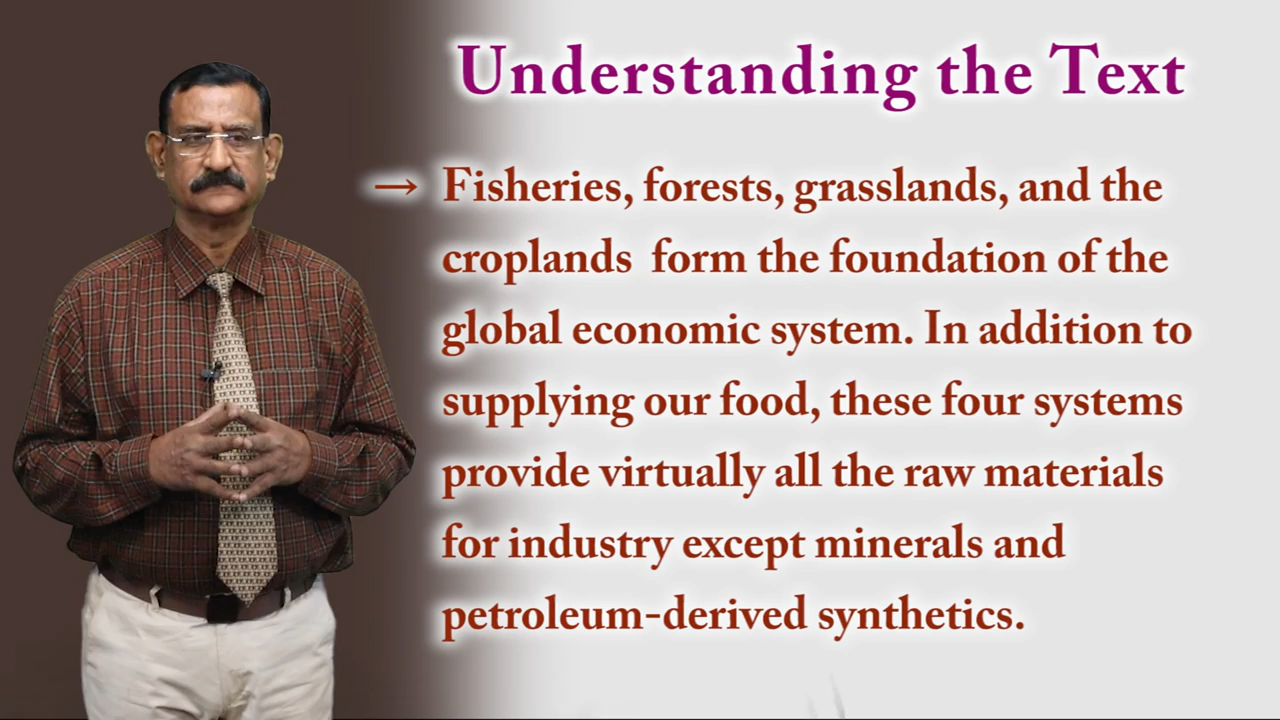 Understanding the Text
→ Fisheries, forests, grasslands, and the
croplands form the foundation of the
global economic system. In addition to
supplying our food, these four systems
provide virtually all the raw materials
for industry except minerals and
petroleum-derived synthetics.